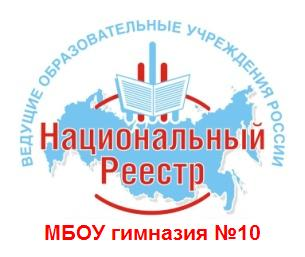 ВЕДУЩИЕ ОБРАЗОВАТЕЛЬНЫЕ УЧРЕЖДЕНИЯ РОССИИ
Национальный
Реестр
МБОУ гимназия №10